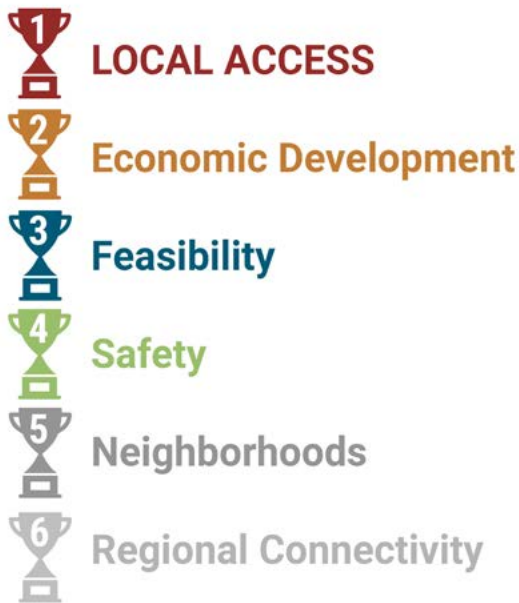 1 LOCAL ACCESS
2 Economic Development
3 Feasibility
4 Safety
5 Neighborhoods
6 Regional Connectivity